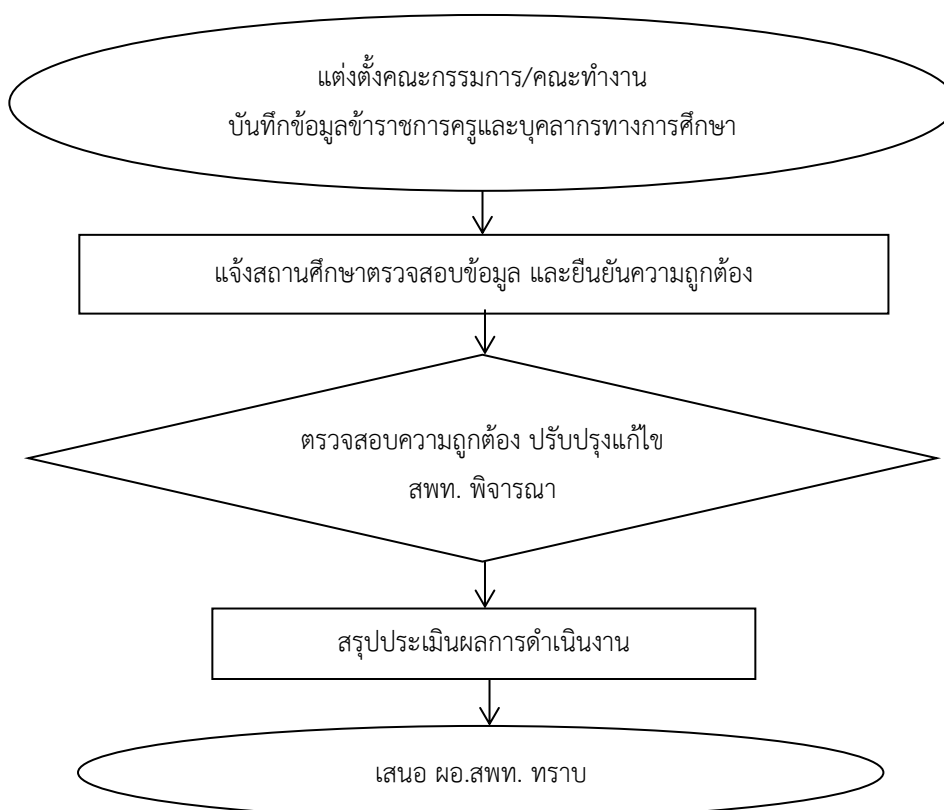 แต่งตั้งคณะกรรมการ/คณะทำงาน
บันทึกข้อมูลข้าราชการครูและบุคลากรทางการศึกษา
แจ้งสถานศึกษาตรวจสอบข้อมูล และยืนยันความถูกต้อง
ตรวจสอบความถูกต้อง ปรับปรุงแก้ไข
สพท. พิจารณา
สรุปประเมินผลการดำเนินงาน
เสนอ ผอ.สพท. ทราบ